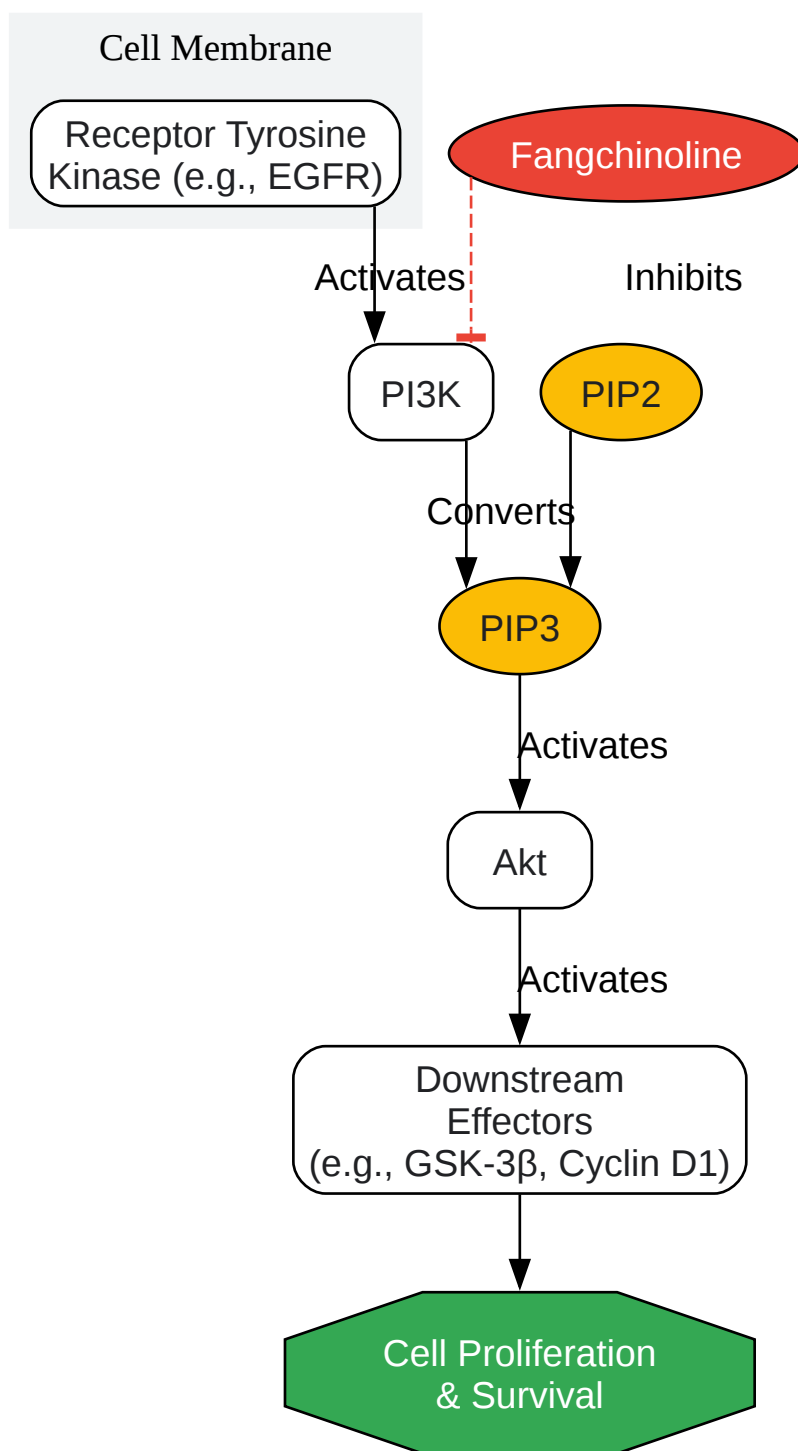 Cell Membrane
Receptor Tyrosine
Kinase (e.g., EGFR)
Fangchinoline
Activates
Inhibits
PI3K
PIP2
Converts
PIP3
Activates
Akt
Activates
Downstream
Effectors
(e.g., GSK-3β, Cyclin D1)
Cell Proliferation
& Survival